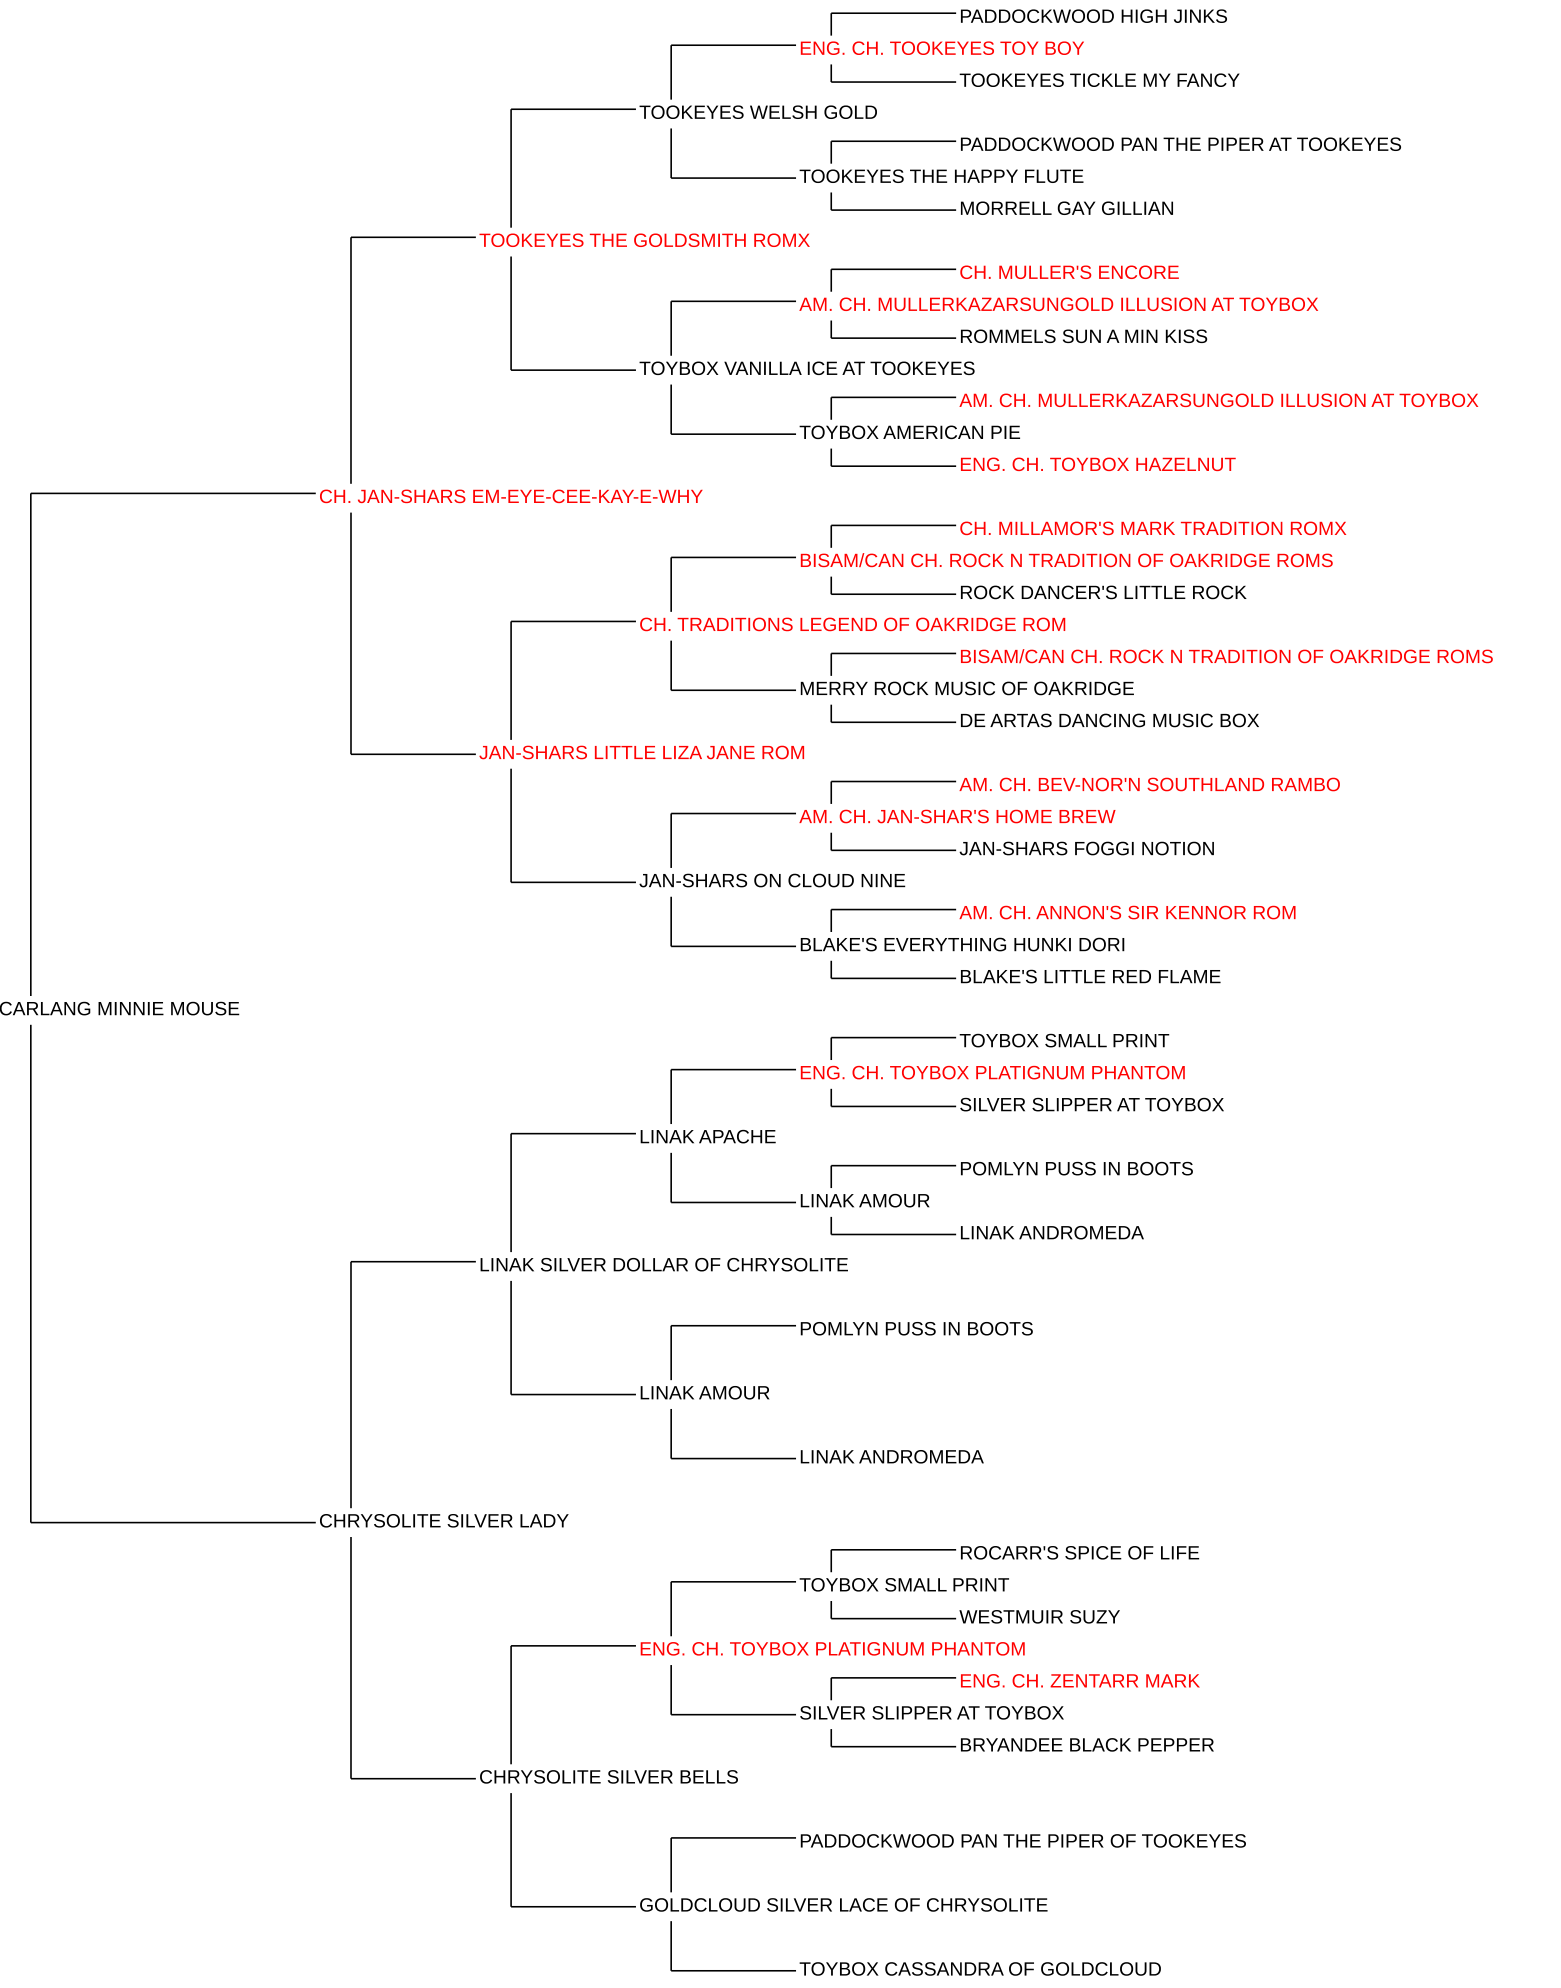 PADDOCKWOOD HIGH JINKS
ENG. CH. TOOKEYES TOY BOY
TOOKEYES TICKLE MY FANCY
TOOKEYES WELSH GOLD
PADDOCKWOOD PAN THE PIPER AT TOOKEYES
TOOKEYES THE HAPPY FLUTE
MORRELL GAY GILLIAN
TOOKEYES THE GOLDSMITH ROMX
CH. MULLER'S ENCORE
AM. CH. MULLERKAZARSUNGOLD ILLUSION AT TOYBOX
ROMMELS SUN A MIN KISS
TOYBOX VANILLA ICE AT TOOKEYES
AM. CH. MULLERKAZARSUNGOLD ILLUSION AT TOYBOX
TOYBOX AMERICAN PIE
ENG. CH. TOYBOX HAZELNUT
CH. JAN-SHARS EM-EYE-CEE-KAY-E-WHY
CH. MILLAMOR'S MARK TRADITION ROMX
BISAM/CAN CH. ROCK N TRADITION OF OAKRIDGE ROMS
ROCK DANCER'S LITTLE ROCK
CH. TRADITIONS LEGEND OF OAKRIDGE ROM
BISAM/CAN CH. ROCK N TRADITION OF OAKRIDGE ROMS
MERRY ROCK MUSIC OF OAKRIDGE
DE ARTAS DANCING MUSIC BOX
JAN-SHARS LITTLE LIZA JANE ROM
AM. CH. BEV-NOR'N SOUTHLAND RAMBO
AM. CH. JAN-SHAR'S HOME BREW
JAN-SHARS FOGGI NOTION
JAN-SHARS ON CLOUD NINE
AM. CH. ANNON'S SIR KENNOR ROM
BLAKE'S EVERYTHING HUNKI DORI
BLAKE'S LITTLE RED FLAME
CARLANG MINNIE MOUSE
TOYBOX SMALL PRINT
ENG. CH. TOYBOX PLATIGNUM PHANTOM
SILVER SLIPPER AT TOYBOX
LINAK APACHE
POMLYN PUSS IN BOOTS
LINAK AMOUR
LINAK ANDROMEDA
LINAK SILVER DOLLAR OF CHRYSOLITE
POMLYN PUSS IN BOOTS
LINAK AMOUR
LINAK ANDROMEDA
CHRYSOLITE SILVER LADY
ROCARR'S SPICE OF LIFE
TOYBOX SMALL PRINT
WESTMUIR SUZY
ENG. CH. TOYBOX PLATIGNUM PHANTOM
ENG. CH. ZENTARR MARK
SILVER SLIPPER AT TOYBOX
BRYANDEE BLACK PEPPER
CHRYSOLITE SILVER BELLS
PADDOCKWOOD PAN THE PIPER OF TOOKEYES
GOLDCLOUD SILVER LACE OF CHRYSOLITE
TOYBOX CASSANDRA OF GOLDCLOUD